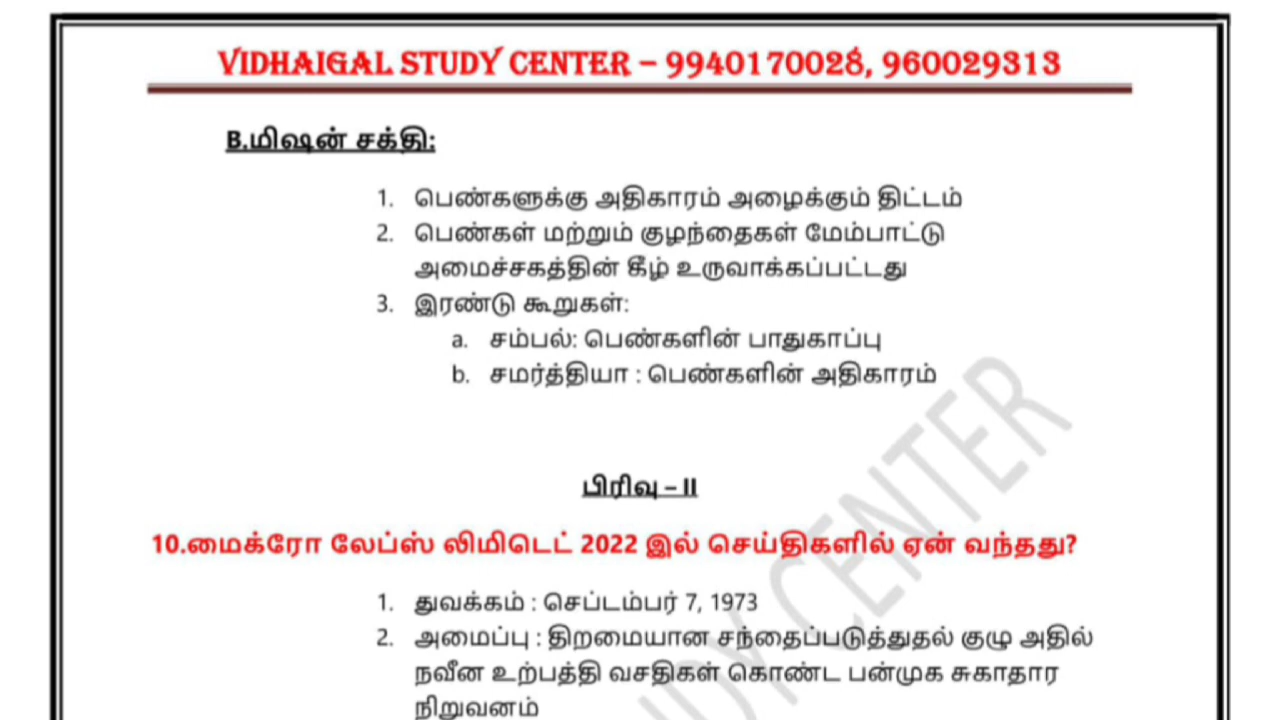 VIDHAIGAL STUDY CENTER – 9940170028, 960029313
B.மிஷன் சக்தி:
1. பெண்களுக்கு அதிகாரம் அழைக்கும் திட்டம்
2. பெண்கள் மற்றும் குழந்தைகள் மேம்பாட்டு
அமைச்சகத்தின் கீழ் உருவாக்கப்பட்டது
3. இரண்டு கூறுகள்:
a. சம்பல்: பெண்களின் பாதுகாப்பு
b. சமர்த்தியா : பெண்களின் அதிகாரம்
பிரிவு – II
10.மைக்ரோ லேப்ஸ் லிமிடெட் 2022 இல் செய்திகளில் ஏன் வந்தது?
1. துவக்கம் : செப்டம்பர் 7, 1973
2. அமைப்பு : திறமையான சந்தைப்படுத்துதல் குழு அதில்
நவீன உற்பத்தி வசதிகள் கொண்ட பன்முக சுகாதார
நிறுவனம்
UDY CENTER